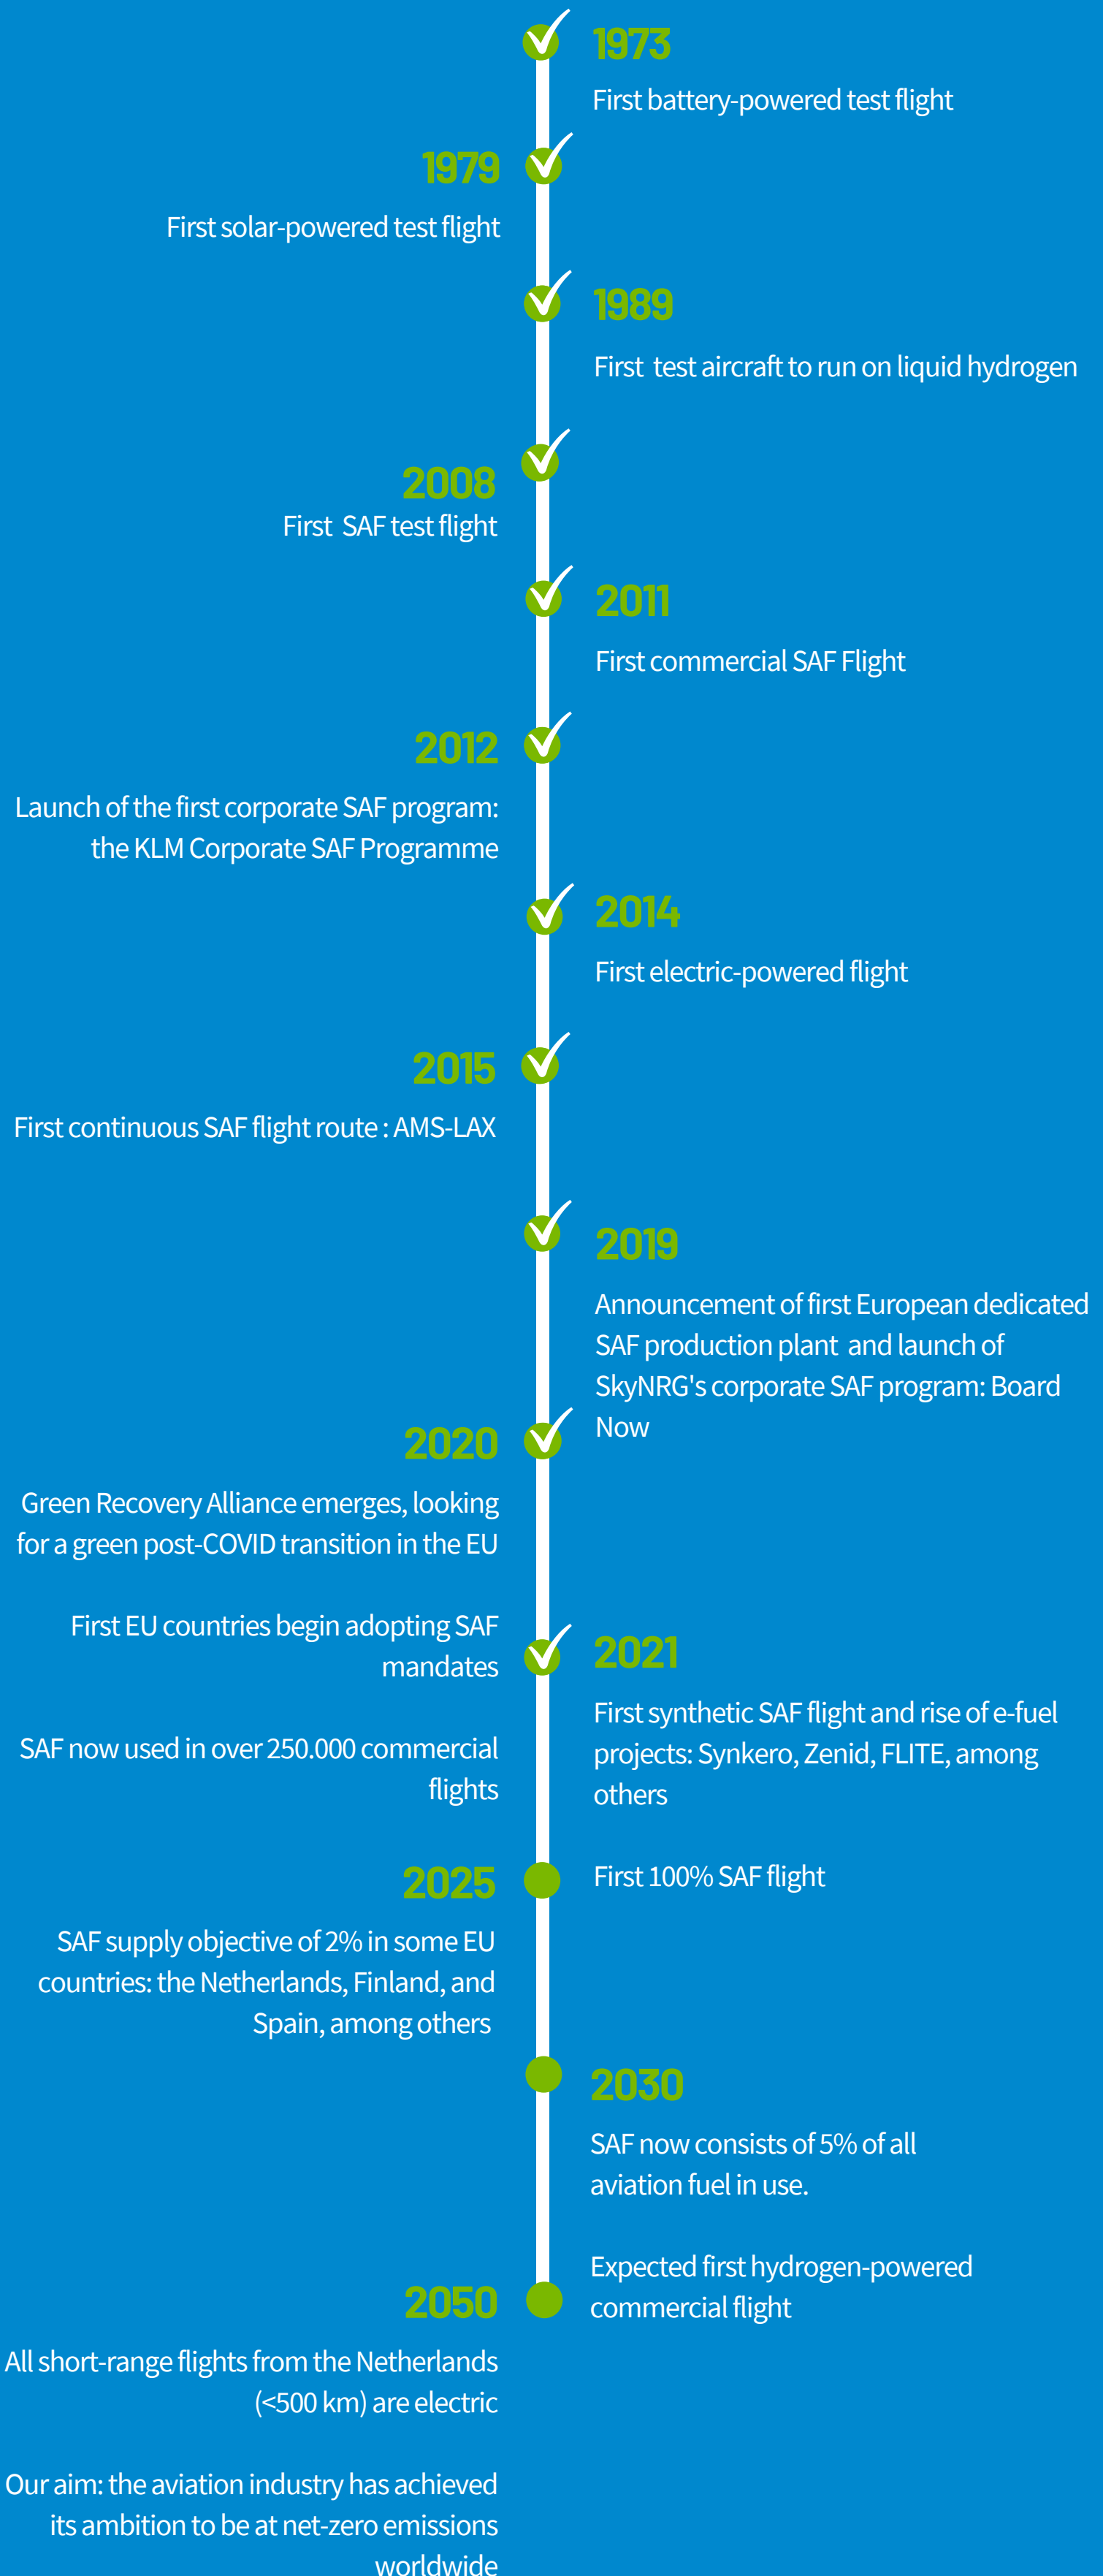 1973
First battery-powered test flight
1979
First solar-powered test flight
1989
First test aircraft to run on liquid hydrogen
2008
First SAF test flight
2011
First commercial SAF Flight
2012
Launch of the first corporate SAF program:
the KLM Corporate SAF Programme
2014
First electric-powered flight
2015
First continuous SAF flight route : AMS-LAX
2019
Announcement of first European dedicated
SAF production plant and launch of
SkyNRG's corporate SAF program: Board
Now
2020
Green Recovery Alliance emerges, looking
for a green post-COVID transition in the EU
First EU countries begin adopting SAF
mandates
SAF now used in over 250.000 commercial
flights
2021
First synthetic SAF flight and rise of e-fuel
projects: Synkero, Zenid, FLITE, among
others
First 100% SAF flight
2025
SAF supply objective of 2% in some EU
countries: the Netherlands, Finland, and
Spain, among others
2030
SAF now consists of 5% of all
aviation fuel in use.
Expected first hydrogen-powered
commercial flight
2050
All short-range flights from the Netherlands
(<500 km) are electric
Our aim: the aviation industry has achieved
its ambition to be at net-zero emissions
worldwide